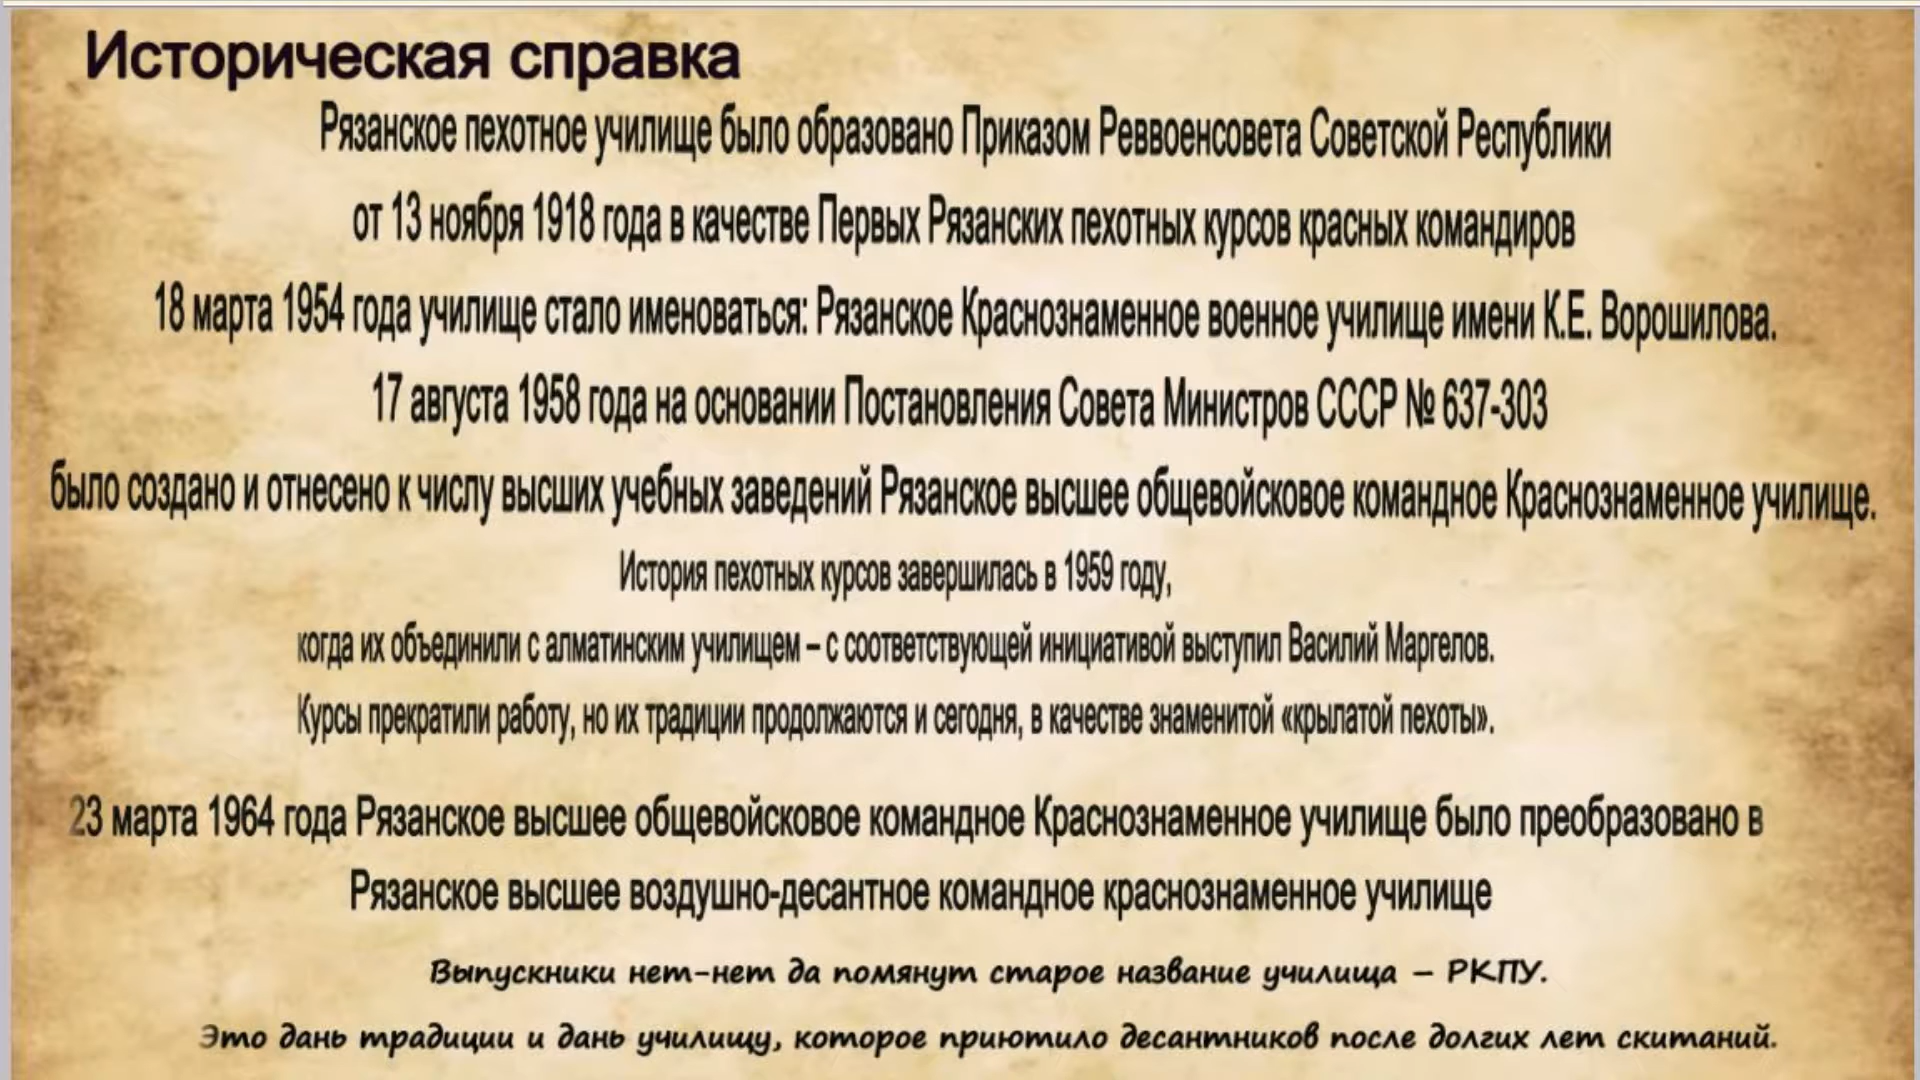 Историческая справка
Рязанское пехотное училище было образовано Приказом Реввоенсовета Советской Республики
от 13 ноября 1918 года в качестве Первых Рязанских пехотных курсов красных командиров
18 марта 1954 года училище стало именоваться: Рязанское Краснознаменное военное училище имени К.Е. Ворошилова.
17 августа 1958 года на основании Постановления Совета Министров СССР № 637-303
было создано и отнесено к числу высших учебных заведений Рязанское высшее общевойсковое командное Краснознаменное училище.
История пехотных курсов завершилась в 1959 году,
когда их объединили с алматинским училищем – с соответствующей инициативой выступил Василий Маргелов.
Курсы прекратили работу, но их традиции продолжаются и сегодня, в качестве знаменитой «крылатой пехоты».
23 марта 1964 года Рязанское высшее общевойсковое командное Краснознаменное училище было преобразовано в
Рязанское высшее воздушно-десантное командное краснознаменное училище
Выпускники нет-нет да помянут старое название училища – РКПУ.
Это дань традиции и дань училищу, которое приютило десантников после долгих лет скитаний.